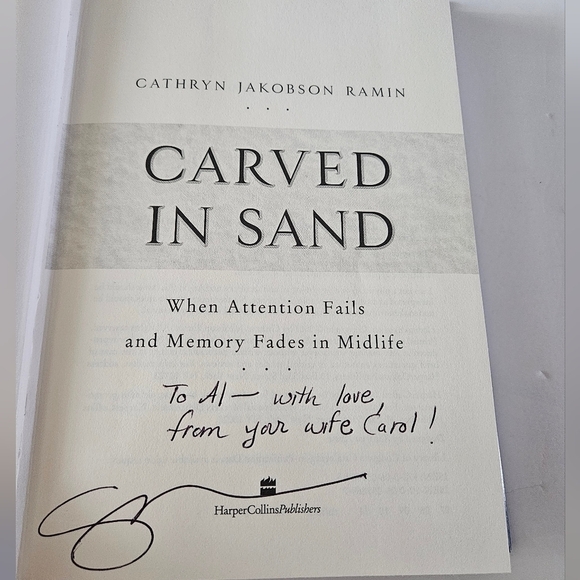 CATHRYN JAKOBSON RAMIN
CARVED
IN SAND
When Attention Fails
and Memory Fades in Midlife
To Al — with love,
from your wife Carol!
HarperCollinsPublishers